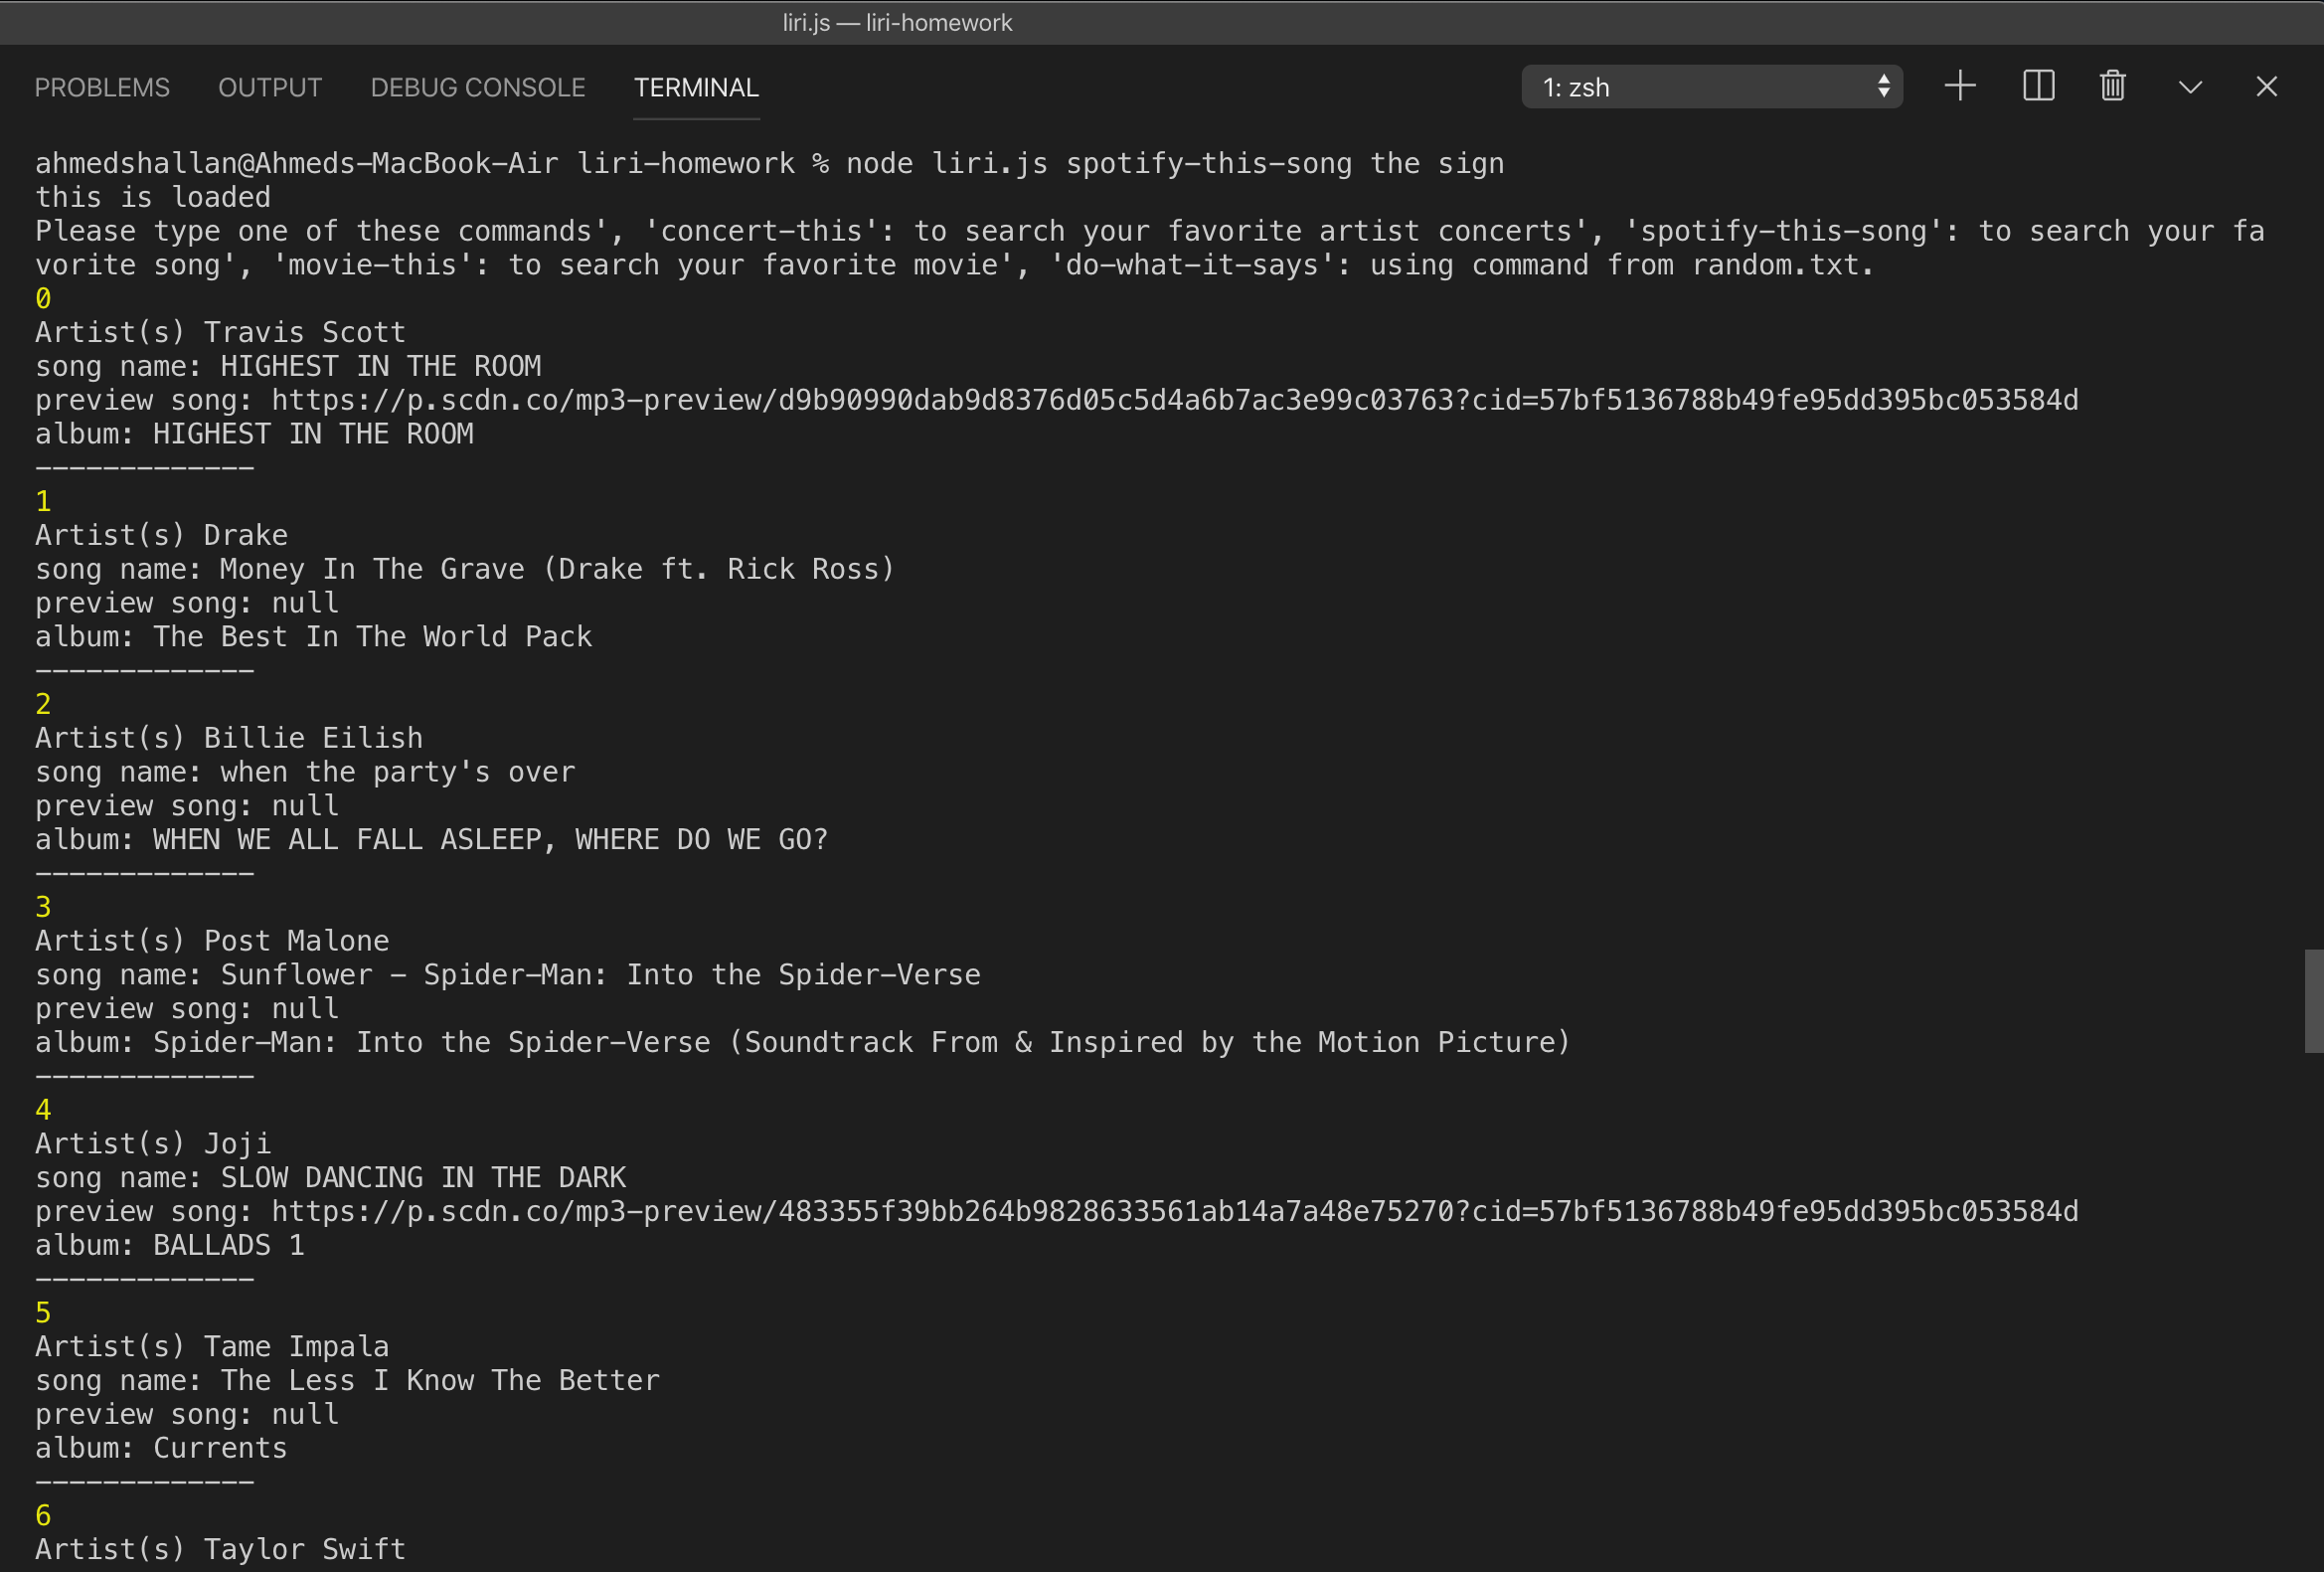 liri.js — liri-homework
PROBLEMS OUTPUT DEBUG CONSOLE TERMINAL 1: zsh
ahmedshallan@Ahmeds-MacBook-Air liri-homework % node liri.js spotify-this-song the sign
this is loaded
Please type one of these commands', 'concert-this': to search your favorite artist concerts', 'spotify-this-song': to search your fa
vorite song', 'movie-this': to search your favorite movie', 'do-what-it-says': using command from random.txt.
0
Artist(s) Travis Scott
song name: HIGHEST IN THE ROOM
preview song: https://p.scdn.co/mp3-preview/d9b90990dab9d8376d05c5d4a6b7ac3e99c03763?cid=57bf5136788b49fe95dd395bc053584d
album: HIGHEST IN THE ROOM
-------------
1
Artist(s) Drake
song name: Money In The Grave (Drake ft. Rick Ross)
preview song: null
album: The Best In The World Pack
-------------
2
Artist(s) Billie Eilish
song name: when the party's over
preview song: null
album: WHEN WE ALL FALL ASLEEP, WHERE DO WE GO?
-------------
3
Artist(s) Post Malone
song name: Sunflower - Spider-Man: Into the Spider-Verse
preview song: null
album: Spider-Man: Into the Spider-Verse (Soundtrack From & Inspired by the Motion Picture)
-------------
4
Artist(s) Joji
song name: SLOW DANCING IN THE DARK
preview song: https://p.scdn.co/mp3-preview/483355f39bb264b9828633561ab14a7a48e75270?cid=57bf5136788b49fe95dd395bc053584d
album: BALLADS 1
-------------
5
Artist(s) Tame Impala
song name: The Less I Know The Better
preview song: null
album: Currents
-------------
6
Artist(s) Taylor Swift